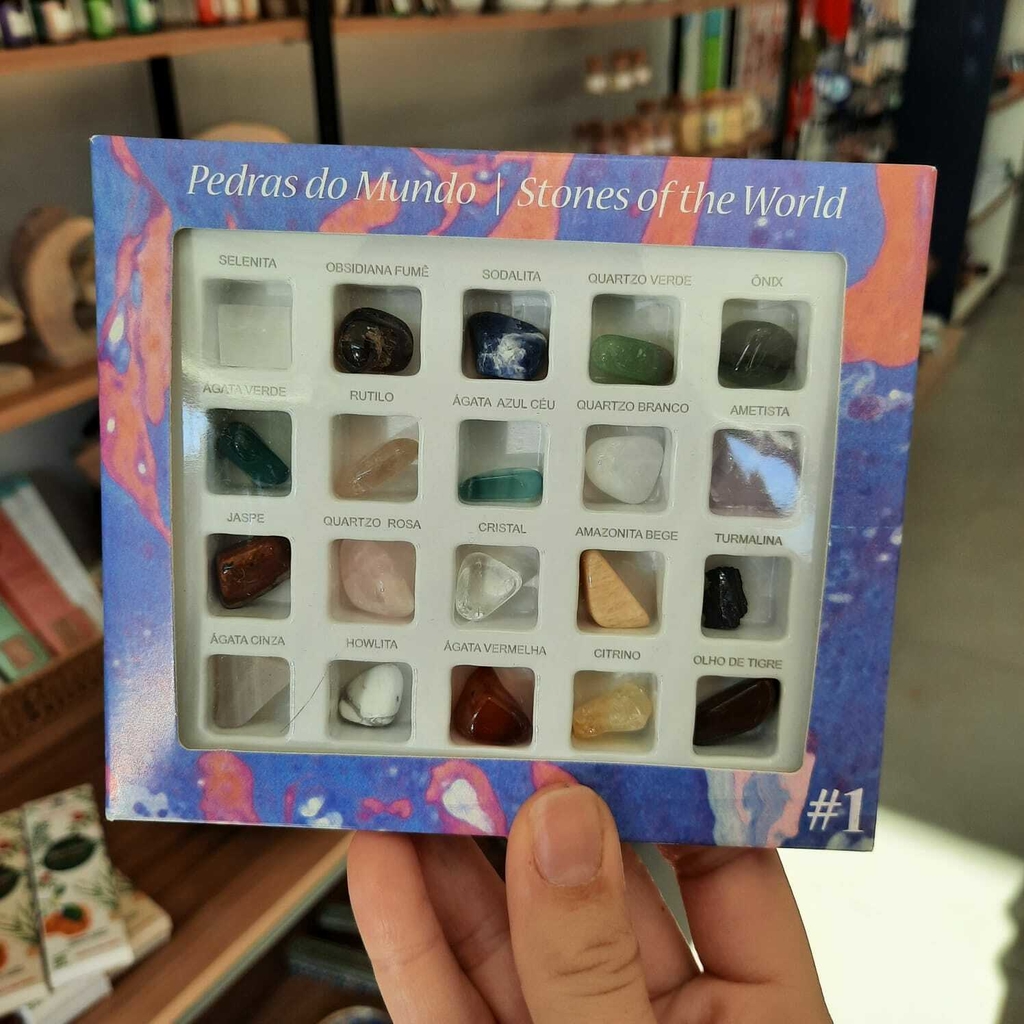 Pedras do Mundo | Stones of the World
SELENITA OBSIDIANA FUMÊ SODALITA QUARTZO VERDE ÔNIX
ÁGATA VERDE RUTILO ÁGATA AZUL CÉU QUARTZO BRANCO AMETISTA
JASPE QUARTZO ROSA CRISTAL AMAZONITA BEGE TURMALINA
ÁGATA CINZA HOWLITA ÁGATA VERMELHA CITRINO OLHO DE TIGRE
#1